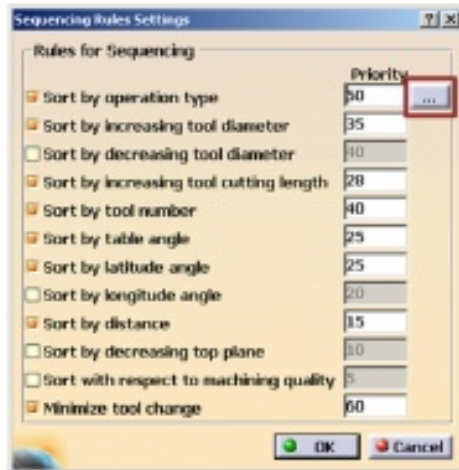 Sequencing Rules Settings ? ×
Rules for Sequencing
Priority
Sort by operation type 50 ...
Sort by increasing tool diameter 35
Sort by decreasing tool diameter 40
Sort by increasing tool cutting length 28
Sort by tool number 40
Sort by table angle 25
Sort by latitude angle 25
Sort by longitude angle 20
Sort by distance 15
Sort by decreasing top plane 10
Sort with respect to machining quality 5
Minimize tool change 60
OK Cancel